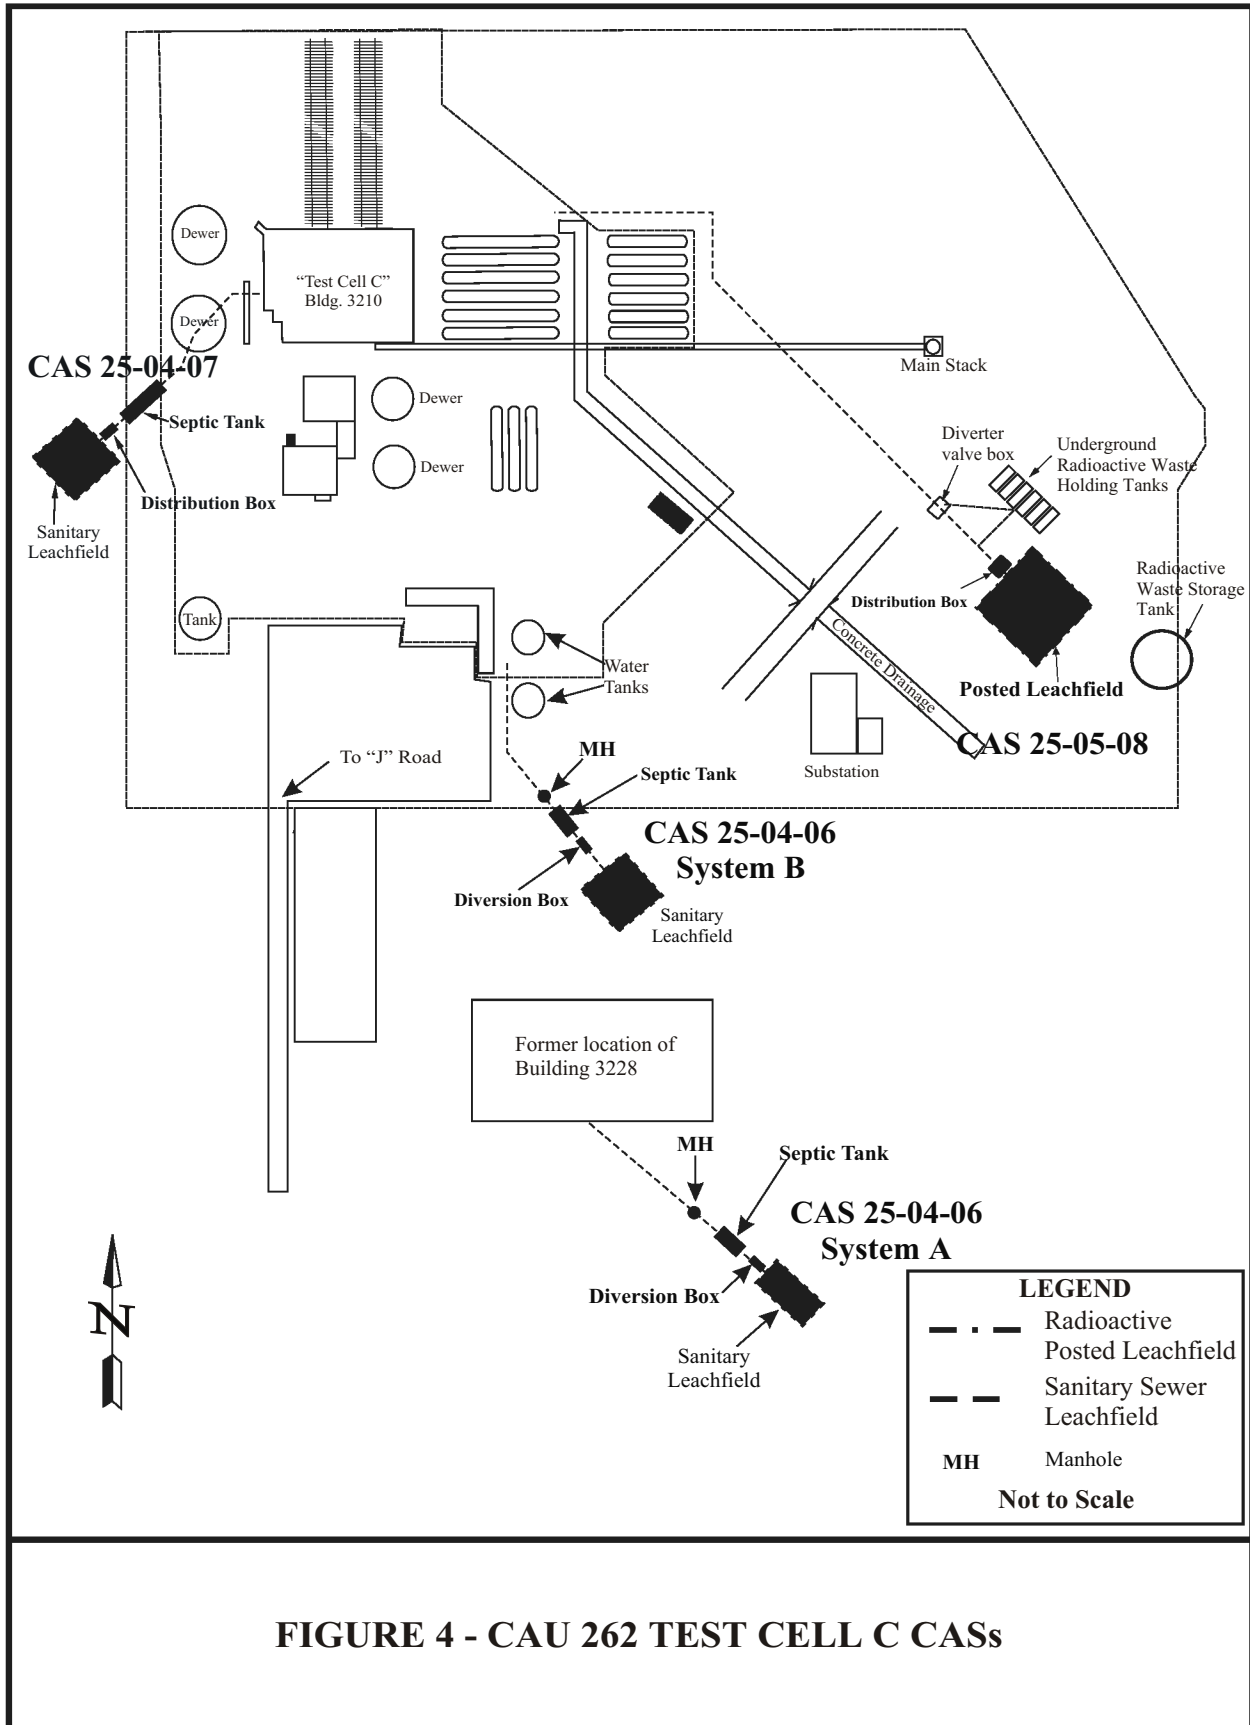 Dewer
"Test Cell C"
Bldg. 3210
Dewer
CAS 25-04-07
Main Stack
Dewer
Septic Tank
Diverter
valve box
Underground
Radioactive Waste
Holding Tanks
Dewer
Distribution Box
Sanitary
Leachfield
Radioactive
Waste Storage
Tank
Distribution Box
Tank
Concrete Drainage
Water
Tanks
Posted Leachfield
CAS 25-05-08
To "J" Road
MH
Septic Tank
Substation
CAS 25-04-06
System B
Diversion Box
Sanitary
Leachfield
Former location of
Building 3228
MH
Septic Tank
CAS 25-04-06
System A
Diversion Box
Sanitary
Leachfield
N
LEGEND
Radioactive
Posted Leachfield
Sanitary Sewer
Leachfield
MH Manhole
Not to Scale
FIGURE 4 - CAU 262 TEST CELL C CASs